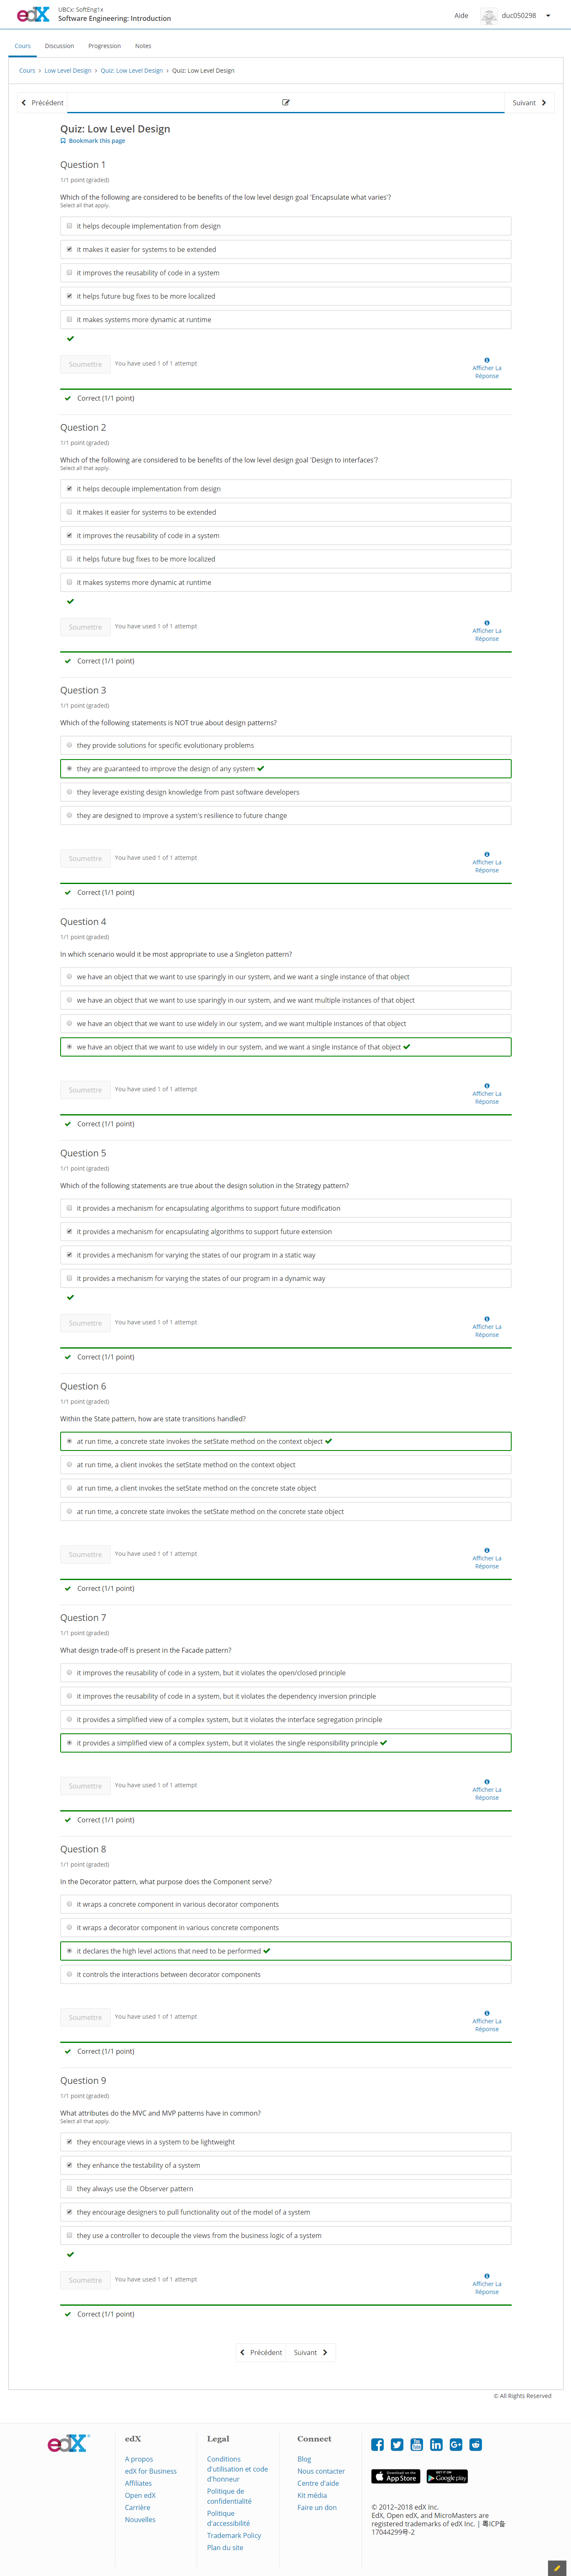 edX
UBCx: SoftEng1x
Software Engineering: Introduction
Aide
duc050298
Cours
Discussion
Progression
Notes
Cours › Low Level Design › Quiz: Low Level Design › Quiz: Low Level Design
Précédent
Suivant
Quiz: Low Level Design
Bookmark this page
Question 1
1/1 point (graded)
Which of the following are considered to be benefits of the low level design goal 'Encapsulate what varies'?
Select all that apply.
it helps decouple implementation from design
it makes it easier for systems to be extended
it improves the reusability of code in a system
it helps future bug fixes to be more localized
it makes systems more dynamic at runtime
Soumettre
You have used 1 of 1 attempt
Afficher La
Réponse
Correct (1/1 point)
Question 2
1/1 point (graded)
Which of the following are considered to be benefits of the low level design goal 'Design to interfaces'?
Select all that apply.
it helps decouple implementation from design
it makes it easier for systems to be extended
it improves the reusability of code in a system
it helps future bug fixes to be more localized
it makes systems more dynamic at runtime
Soumettre
You have used 1 of 1 attempt
Afficher La
Réponse
Correct (1/1 point)
Question 3
1/1 point (graded)
Which of the following statements is NOT true about design patterns?
they provide solutions for specific evolutionary problems
they are guaranteed to improve the design of any system
they leverage existing design knowledge from past software developers
they are designed to improve a system's resilience to future change
Soumettre
You have used 1 of 1 attempt
Afficher La
Réponse
Correct (1/1 point)
Question 4
1/1 point (graded)
In which scenario would it be most appropriate to use a Singleton pattern?
we have an object that we want to use sparingly in our system, and we want a single instance of that object
we have an object that we want to use sparingly in our system, and we want multiple instances of that object
we have an object that we want to use widely in our system, and we want multiple instances of that object
we have an object that we want to use widely in our system, and we want a single instance of that object
Soumettre
You have used 1 of 1 attempt
Afficher La
Réponse
Correct (1/1 point)
Question 5
1/1 point (graded)
Which of the following statements are true about the design solution in the Strategy pattern?
it provides a mechanism for encapsulating algorithms to support future modification
it provides a mechanism for encapsulating algorithms to support future extension
it provides a mechanism for varying the states of our program in a static way
it provides a mechanism for varying the states of our program in a dynamic way
Soumettre
You have used 1 of 1 attempt
Afficher La
Réponse
Correct (1/1 point)
Question 6
1/1 point (graded)
Within the State pattern, how are state transitions handled?
at run time, a concrete state invokes the setState method on the context object
at run time, a client invokes the setState method on the context object
at run time, a client invokes the setState method on the concrete state object
at run time, a concrete state invokes the setState method on the concrete state object
Soumettre
You have used 1 of 1 attempt
Afficher La
Réponse
Correct (1/1 point)
Question 7
1/1 point (graded)
What design trade-off is present in the Facade pattern?
it improves the reusability of code in a system, but it violates the open/closed principle
it improves the reusability of code in a system, but it violates the dependency inversion principle
it provides a simplified view of a complex system, but it violates the interface segregation principle
it provides a simplified view of a complex system, but it violates the single responsibility principle
Soumettre
You have used 1 of 1 attempt
Afficher La
Réponse
Correct (1/1 point)
Question 8
1/1 point (graded)
In the Decorator pattern, what purpose does the Component serve?
it wraps a concrete component in various decorator components
it wraps a decorator component in various concrete components
it declares the high level actions that need to be performed
it controls the interactions between decorator components
Soumettre
You have used 1 of 1 attempt
Afficher La
Réponse
Correct (1/1 point)
Question 9
1/1 point (graded)
What attributes do the MVC and MVP patterns have in common?
Select all that apply.
they encourage views in a system to be lightweight
they enhance the testability of a system
they always use the Observer pattern
they encourage designers to pull functionality out of the model of a system
they use a controller to decouple the views from the business logic of a system
Soumettre
You have used 1 of 1 attempt
Afficher La
Réponse
Correct (1/1 point)
Précédent
Suivant
© All Rights Reserved
edX
edX
A propos
edX for Business
Affiliates
Open edX
Carrière
Nouvelles
Legal
Conditions
d'utilisation et code
d'honneur
Politique de
confidentialité
Politique
d'accessibilité
Trademark Policy
Plan du site
Connect
Blog
Nous contacter
Centre d'aide
Kit média
Faire un don
Download on the
App Store
GET IT ON
Google play
© 2012–2018 edX Inc.
EdX, Open edX, and MicroMasters are
registered trademarks of edX Inc. | 粤ICP备
17044299号-2